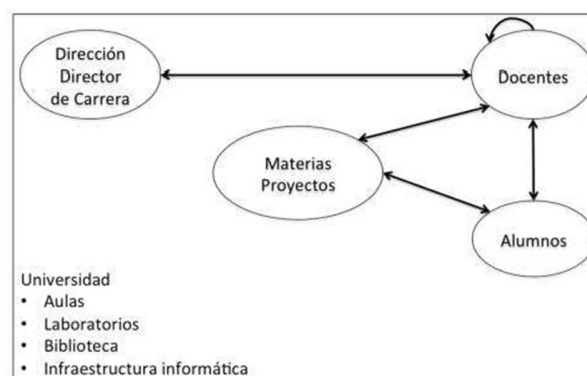 Dirección
Director
de Carrera
Docentes
Materias
Proyectos
Alumnos
Universidad
• Aulas
• Laboratorios
• Biblioteca
• Infraestructura informática